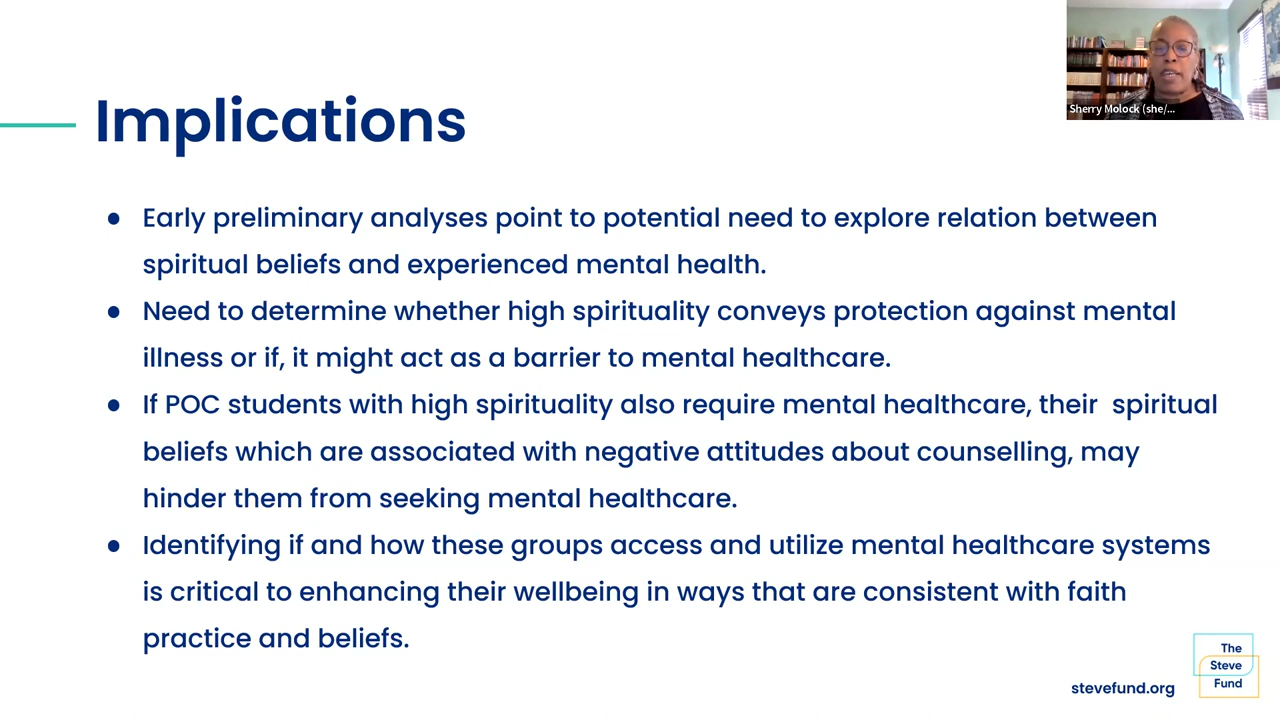 Sherry Molock (she/...
Implications
● Early preliminary analyses point to potential need to explore relation between
spiritual beliefs and experienced mental health.
● Need to determine whether high spirituality conveys protection against mental
illness or if, it might act as a barrier to mental healthcare.
● If POC students with high spirituality also require mental healthcare, their  spiritual
beliefs which are associated with negative attitudes about counselling, may
hinder them from seeking mental healthcare.
● Identifying if and how these groups access and utilize mental healthcare systems
is critical to enhancing their wellbeing in ways that are consistent with faith
practice and beliefs.
stevefund.org
The
Steve
Fund